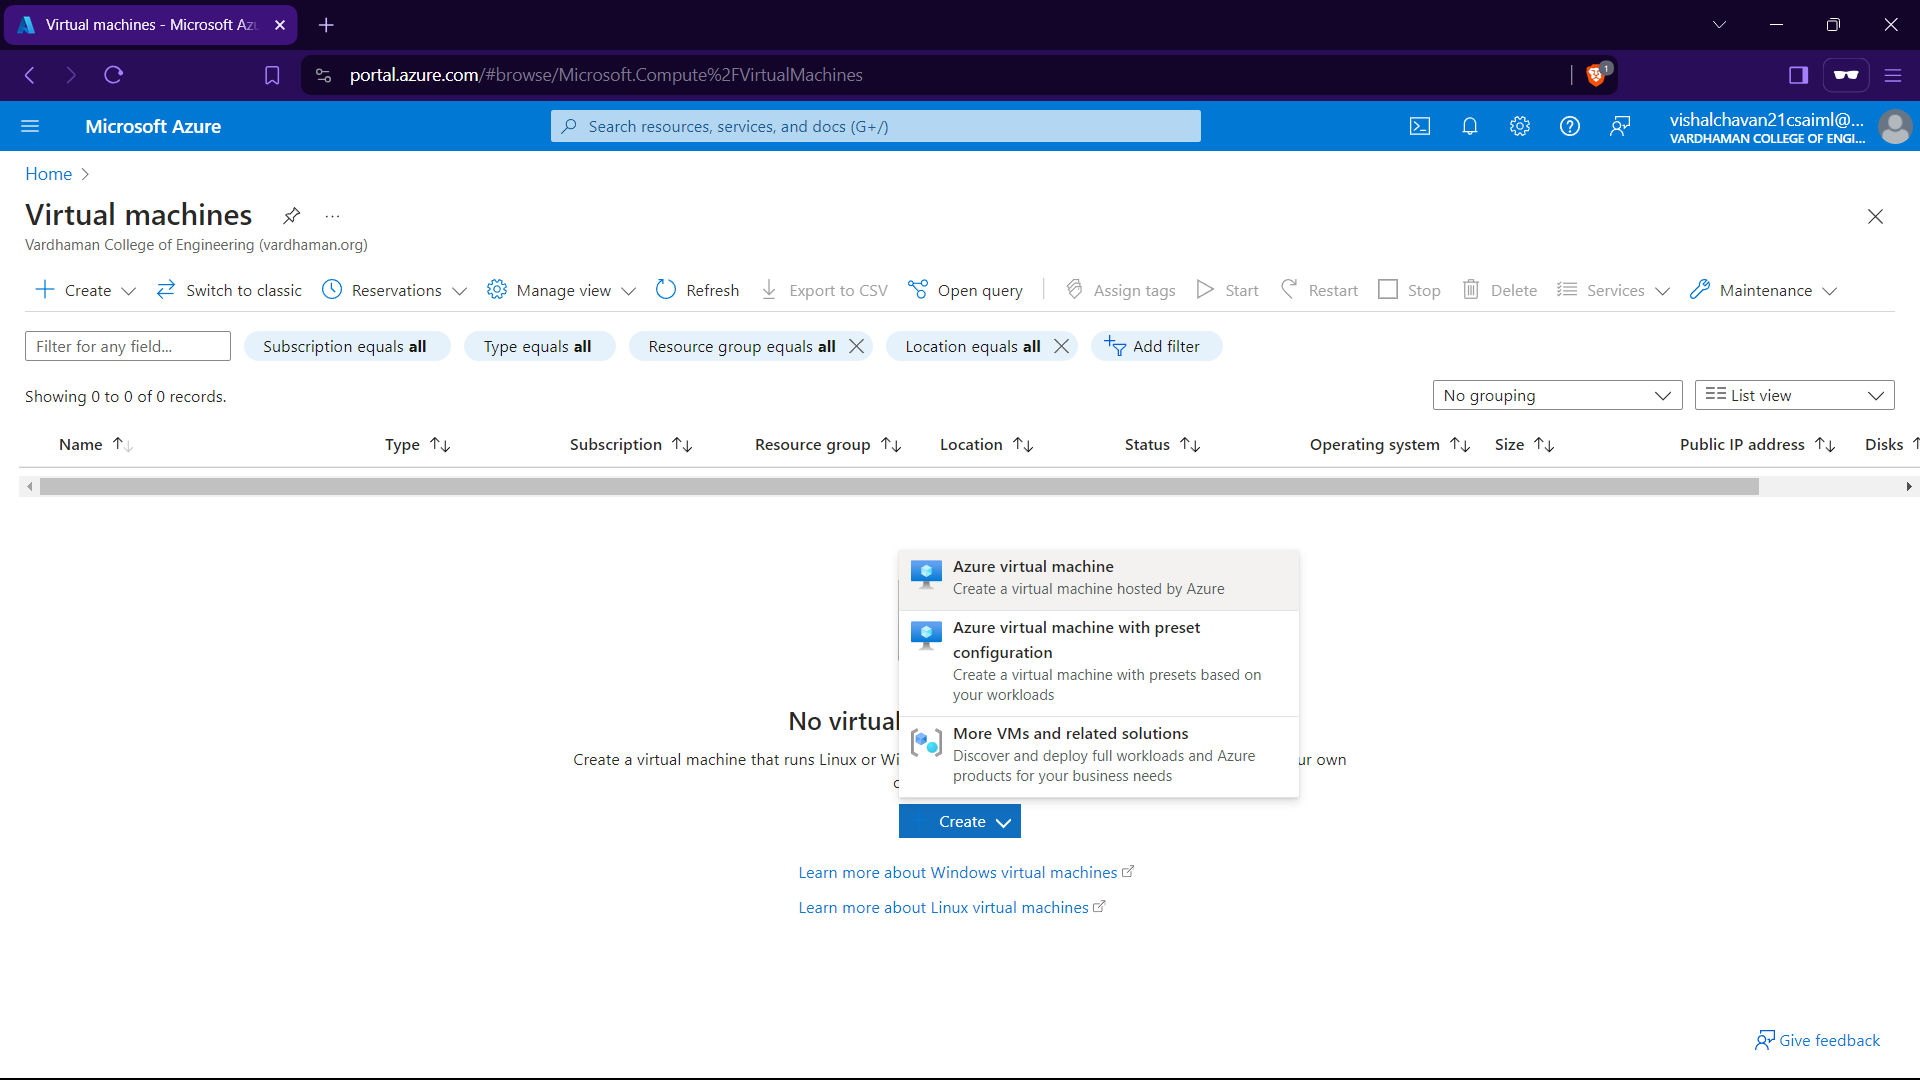 Virtual machines - Microsoft Az
portal.azure.com/#browse/Microsoft.Compute%2FVirtualMachines
1
Microsoft Azure
Search resources, services, and docs (G+/)
vishalchavan21csaiml@...
VARDHAMAN COLLEGE OF ENGI...
Home
Virtual machines
...
Vardhaman College of Engineering (vardhaman.org)
Create
Switch to classic
Reservations
Manage view
Refresh
Export to CSV
Open query
Assign tags
Start
Restart
Stop
Delete
Services
Maintenance
Filter for any field...
Subscription equals all
Type equals all
Resource group equals all
Location equals all
Add filter
Showing 0 to 0 of 0 records.
No grouping
List view
Name
Type
Subscription
Resource group
Location
Status
Operating system
Size
Public IP address
Disks
Azure virtual machine
Create a virtual machine hosted by Azure
Azure virtual machine with preset
configuration
Create a virtual machine with presets based on
your workloads
More VMs and related solutions
Discover and deploy full workloads and Azure
products for your business needs
No virtual
Create a virtual machine that runs Linux or Wi
ur own
Create
Learn more about Windows virtual machines
Learn more about Linux virtual machines
Give feedback